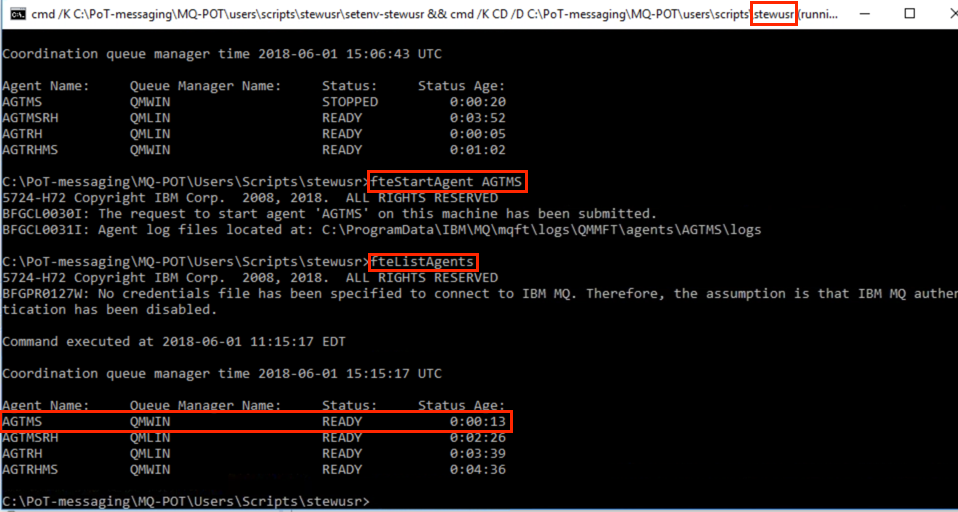 cmd /K C:\PoT-messaging\MQ-POT\users\scripts\stewusr\setenv-stewusr && cmd /K CD /D C:\PoT-messaging\MQ-POT\users\scripts\stewusr (runni...
Coordination queue manager time 2018-06-01 15:06:43 UTC
Agent Name: Queue Manager Name: Status: Status Age:
AGTMS QMWIN STOPPED 0:00:20
AGTMSRH QMLIN READY 0:03:52
AGTRH QMLIN READY 0:00:05
AGTRHMS QMWIN READY 0:01:02
C:\PoT-messaging\MQ-POT\Users\Scripts\stewusr>fteStartAgent AGTMS
5724-H72 Copyright IBM Corp. 2008, 2018. ALL RIGHTS RESERVED
BFGCL0030I: The request to start agent 'AGTMS' on this machine has been submitted.
BFGCL0031I: Agent log files located at: C:\ProgramData\IBM\MQ\mqft\logs\QMMFT\agents\AGTMS\logs
C:\PoT-messaging\MQ-POT\Users\Scripts\stewusr>fteListAgents
5724-H72 Copyright IBM Corp. 2008, 2018. ALL RIGHTS RESERVED
BFGPR0127W: No credentials file has been specified to connect to IBM MQ. Therefore, the assumption is that IBM MQ authen
tication has been disabled.
Command executed at 2018-06-01 11:15:17 EDT
Coordination queue manager time 2018-06-01 15:15:17 UTC
Agent Name: Queue Manager Name: Status: Status Age:
AGTMS QMWIN READY 0:00:13
AGTMSRH QMLIN READY 0:02:26
AGTRH QMLIN READY 0:03:39
AGTRHMS QMWIN READY 0:04:36
C:\PoT-messaging\MQ-POT\Users\Scripts\stewusr>